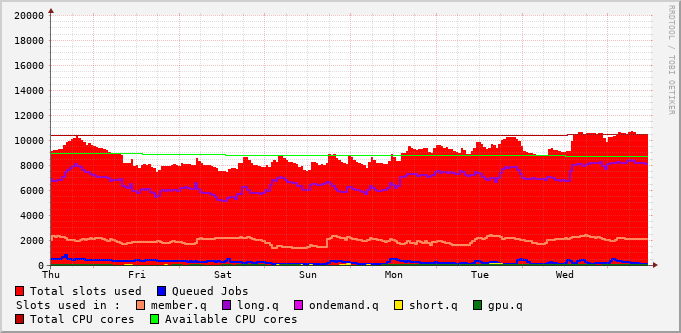 20000
18000
16000
14000
12000
10000
8000
6000
4000
2000
0
Thu Fri Sat Sun Mon Tue Wed
RRDTOOL / TOBI OETIKER
Total slots used Queued Jobs
Slots used in : member.q long.q ondemand.q short.q gpu.q
Total CPU cores Available CPU cores